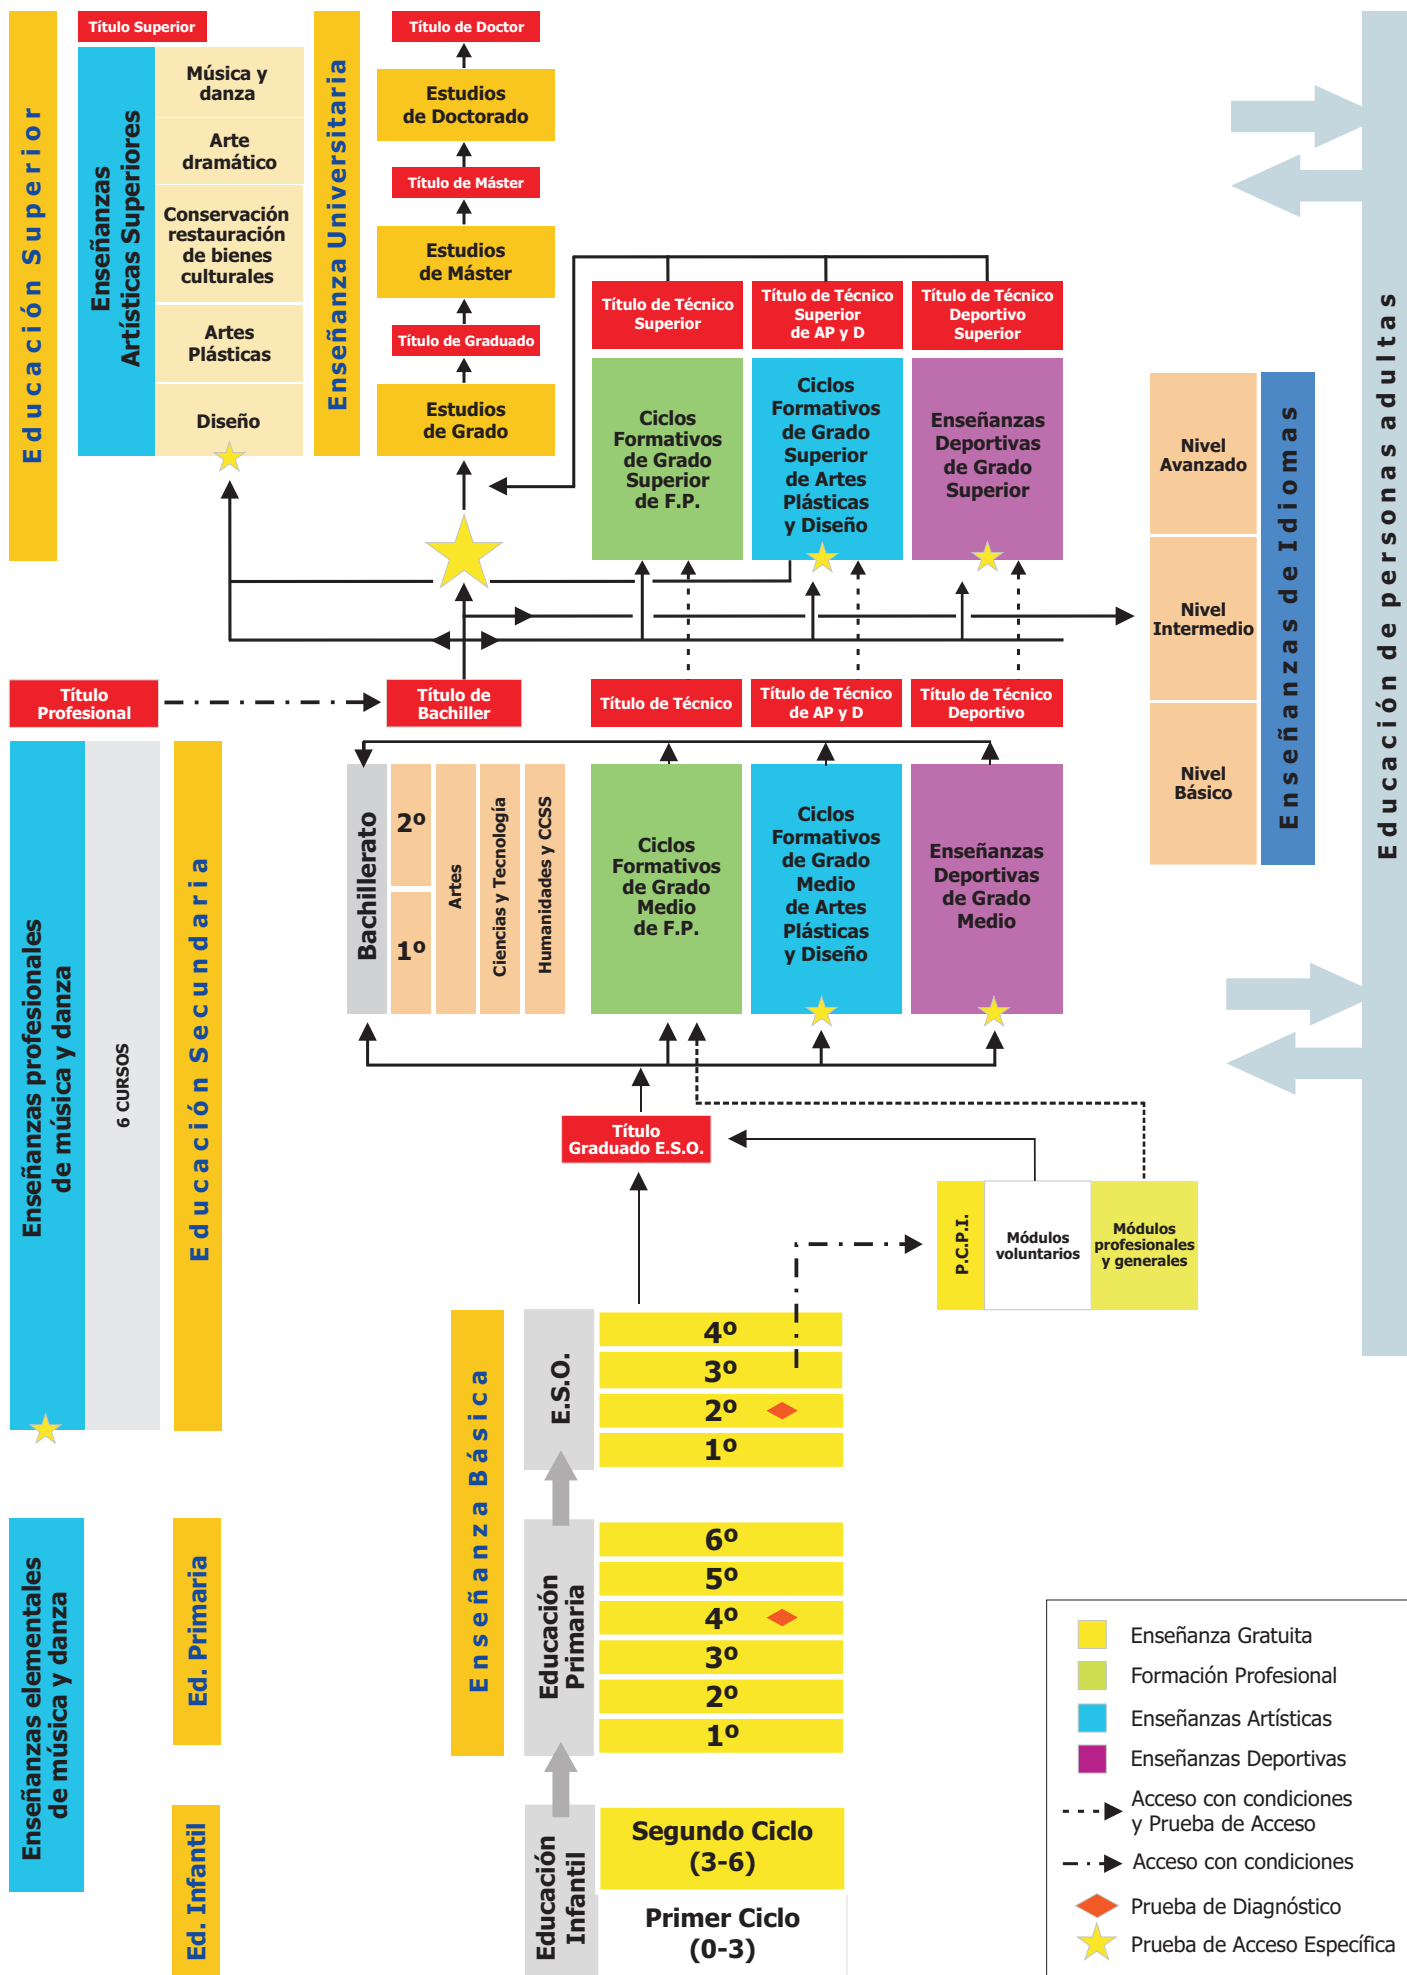 Educación Superior
Título Superior
Enseñanzas
Artísticas Superiores
Música y
danza
Arte
dramático
Conservación
restauración
de bienes
culturales
Artes
Plásticas
Diseño
Enseñanza Universitaria
Título de Doctor
Estudios
de Doctorado
Título de Máster
Estudios
de Máster
Título de Graduado
Estudios
de Grado
Título de Técnico
Superior
Título de Técnico
Superior
de AP y D
Título de Técnico
Deportivo
Superior
Ciclos
Formativos
de Grado
Superior
de F.P.
Ciclos
Formativos
de Grado
Superior
de Artes
Plásticas
y Diseño
Enseñanzas
Deportivas
de Grado
Superior
Nivel
Avanzado
Nivel
Intermedio
Nivel
Básico
Enseñanzas de Idiomas
Educación de personas adultas
Título
Profesional
Título de
Bachiller
Título de Técnico
Título de Técnico
de AP y D
Título de Técnico
Deportivo
Enseñanzas profesionales
de música y danza
6 CURSOS
Educación Secundaria
Bachillerato
2º
1º
Artes
Ciencias y Tecnología
Humanidades y CCSS
Ciclos
Formativos
de Grado
Medio
de F.P.
Ciclos
Formativos
de Grado
Medio
de Artes
Plásticas
y Diseño
Enseñanzas
Deportivas
de Grado
Medio
Título
Graduado E.S.O.
P.C.P.I.
Módulos
voluntarios
Módulos
profesionales
y generales
Enseñanza Básica
E.S.O.
4º
3º
2º
1º
Enseñanzas elementales
de música y danza
Ed. Primaria
Educación
Primaria
6º
5º
4º
3º
2º
1º
Ed. Infantil
Educación
Infantil
Segundo Ciclo
(3-6)
Primer Ciclo
(0-3)
Enseñanza Gratuita
Formación Profesional
Enseñanzas Artísticas
Enseñanzas Deportivas
Acceso con condiciones
y Prueba de Acceso
Acceso con condiciones
Prueba de Diagnóstico
Prueba de Acceso Específica